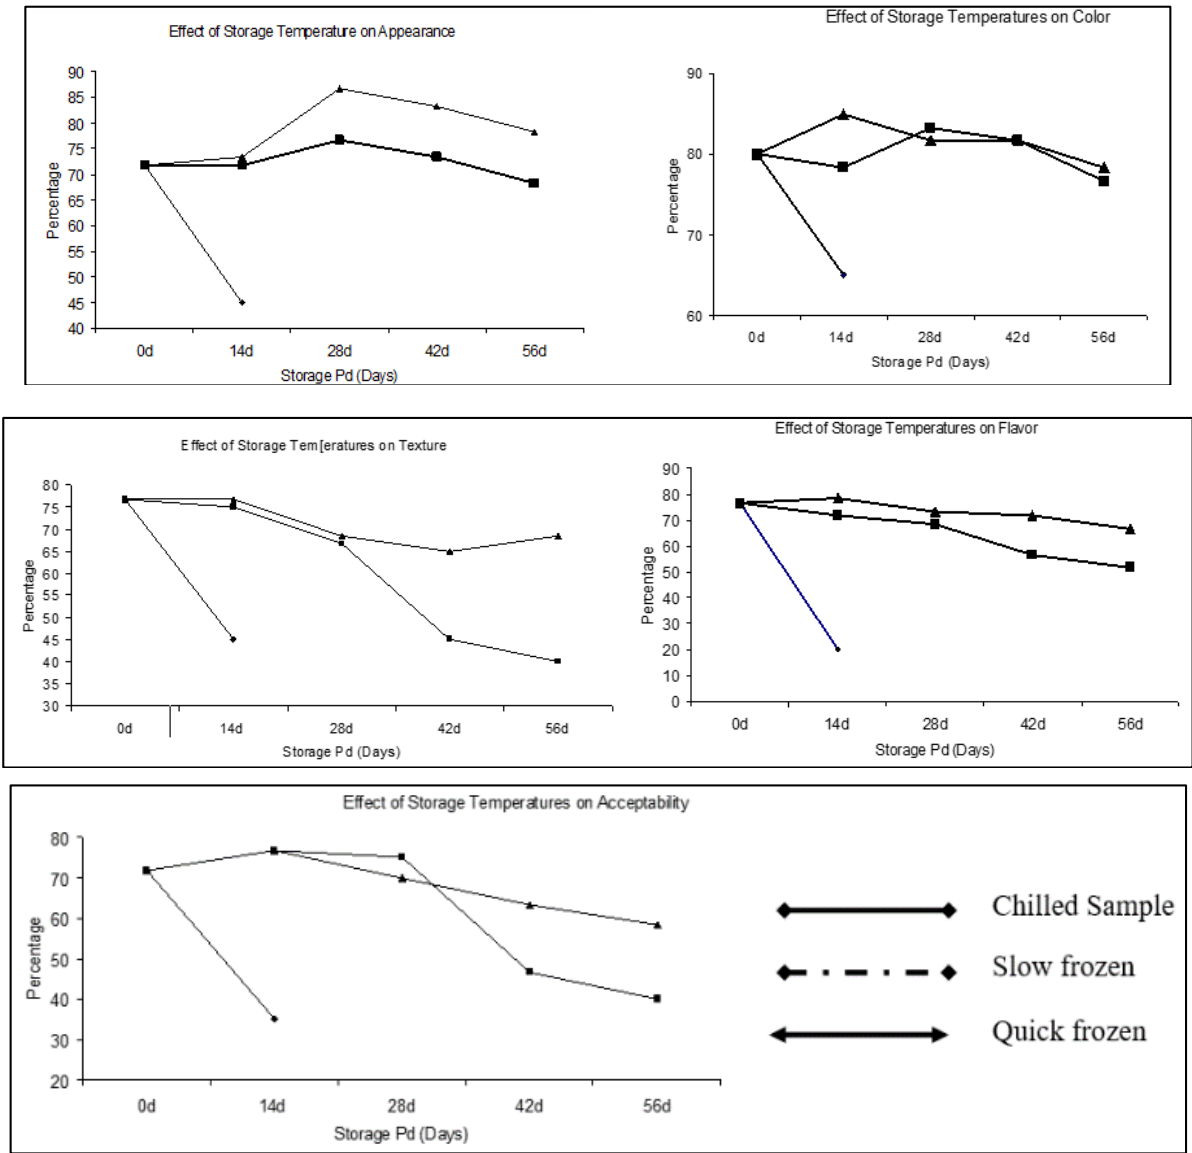 Effect of Storage Temperature on Appearance
90
85
80
75
70
65
60
55
50
45
40
Percentage
0d 14d 28d 42d 56d
Storage Pd (Days)
Effect of Storage Temperatures on Color
90
80
70
60
Percentage
0d 14d 28d 42d 56d
Storage Pd (Days)
Effect of Storage Tem[eratures on Texture
80
75
70
65
60
55
50
45
40
35
30
Percentage
0d 14d 28d 42d 56d
Storage Pd (Days)
Effect of Storage Temperatures on Flavor
90
80
70
60
50
40
30
20
10
0
Percentage
0d 14d 28d 42d 56d
Storage Pd (Days)
Effect of Storage Temperatures on Acceptability
80
70
60
50
40
30
20
Percentage
0d 14d 28d 42d 56d
Storage Pd (Days)
Chilled Sample
Slow frozen
Quick frozen